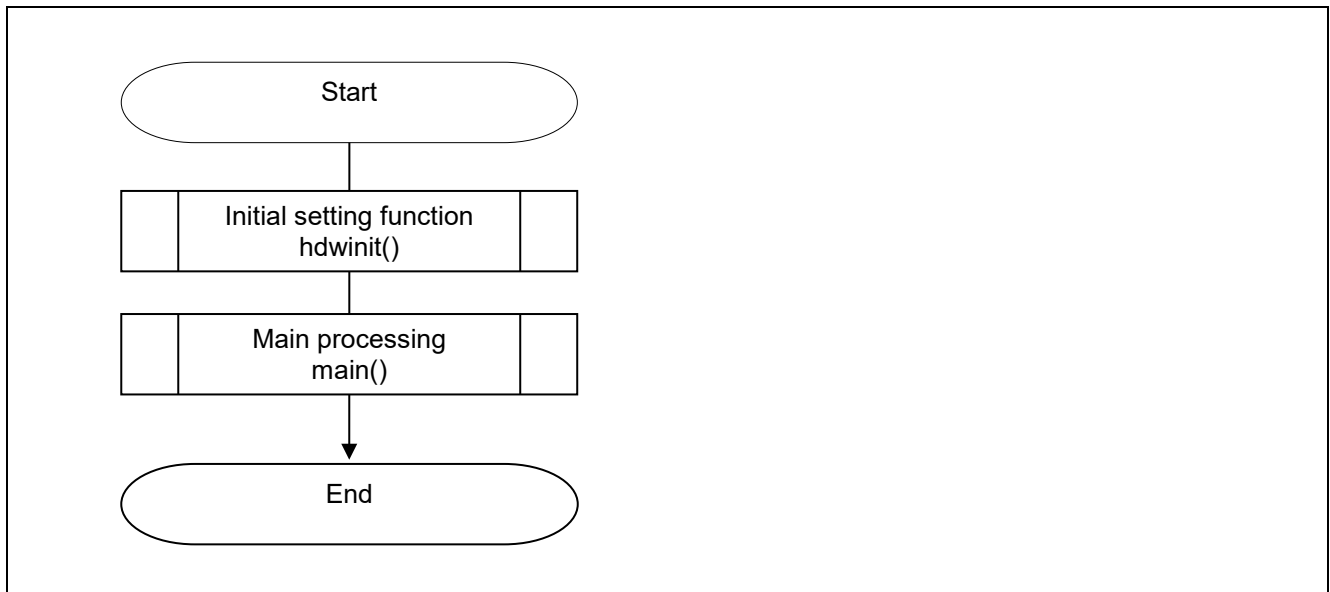 Start
Initial setting function
hdwinit()
Main processing
main()
End